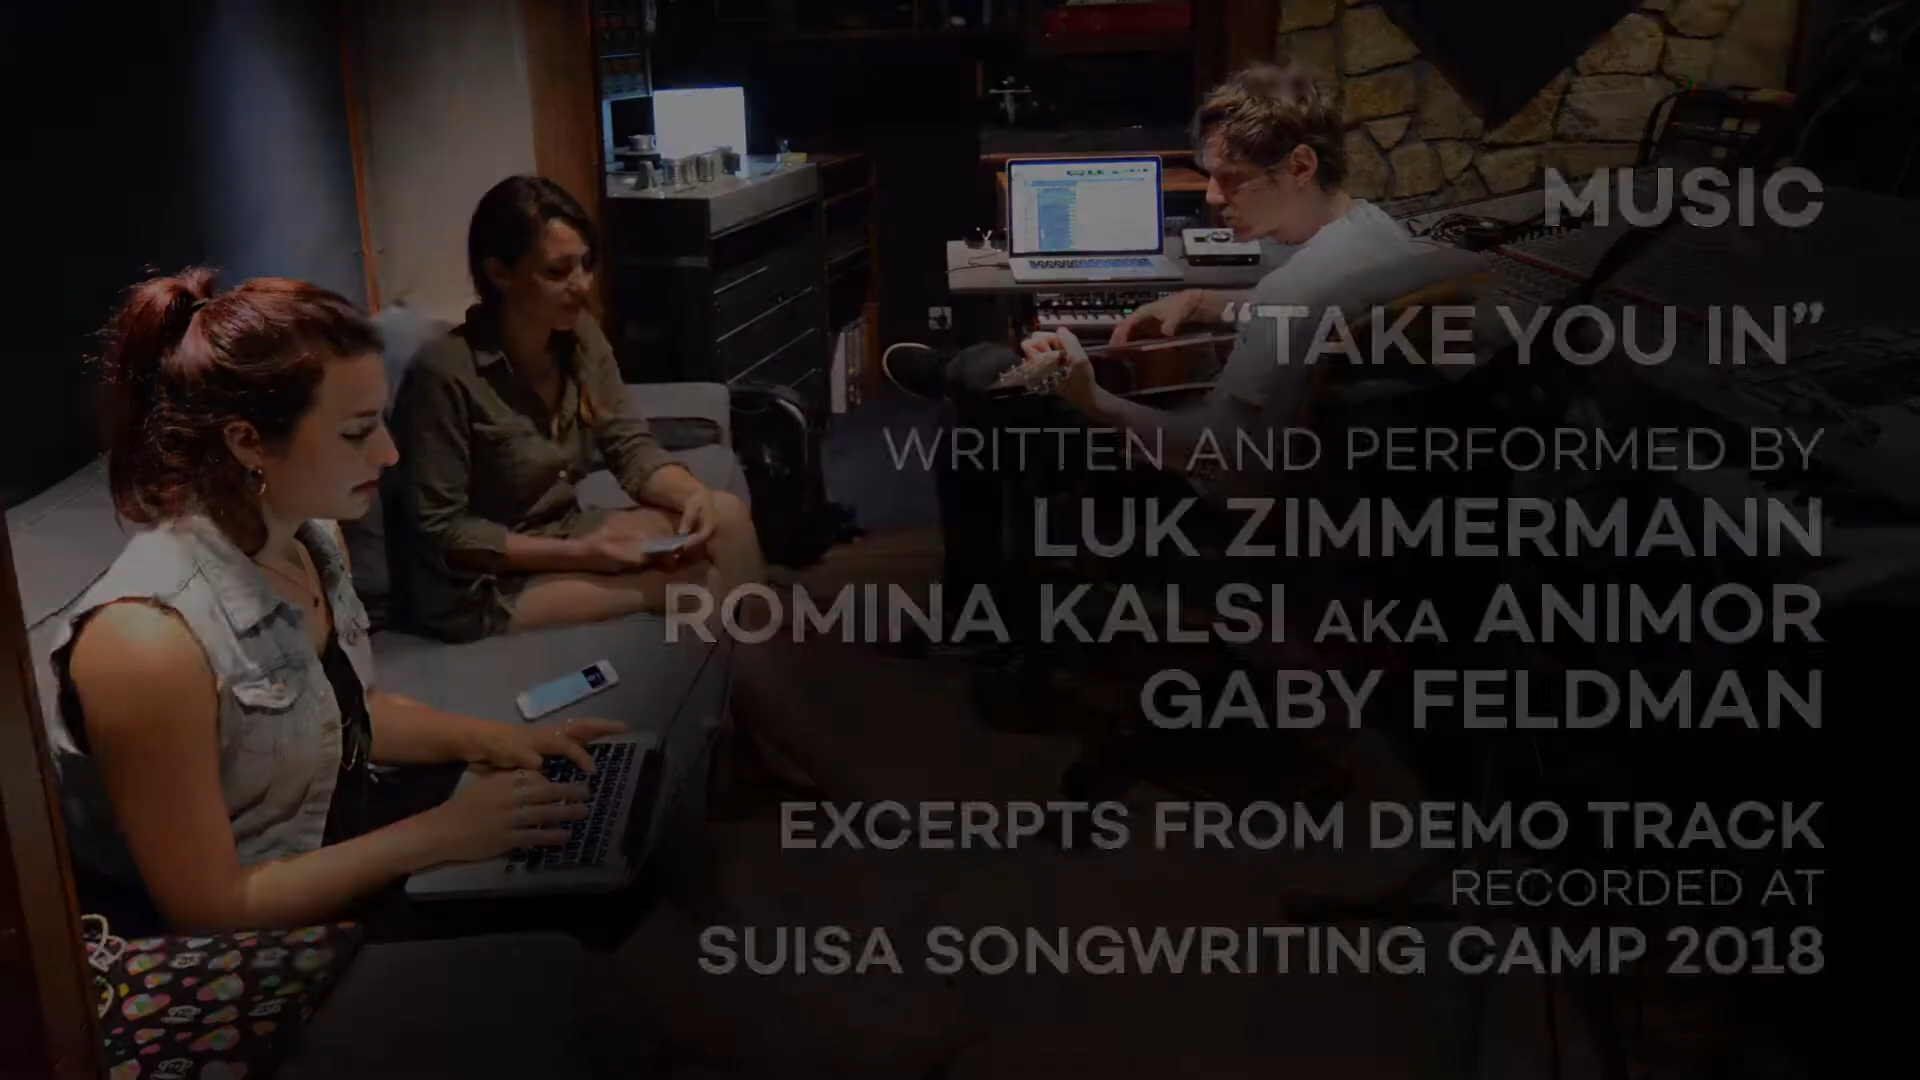 MUSIC
“TAKE YOU IN”
WRITTEN AND PERFORMED BY
LUK ZIMMERMANN
ROMINA KALSI AKA ANIMOR
GABY FELDMAN
EXCERPTS FROM DEMO TRACK
RECORDED AT
SUISA SONGWRITING CAMP 2018